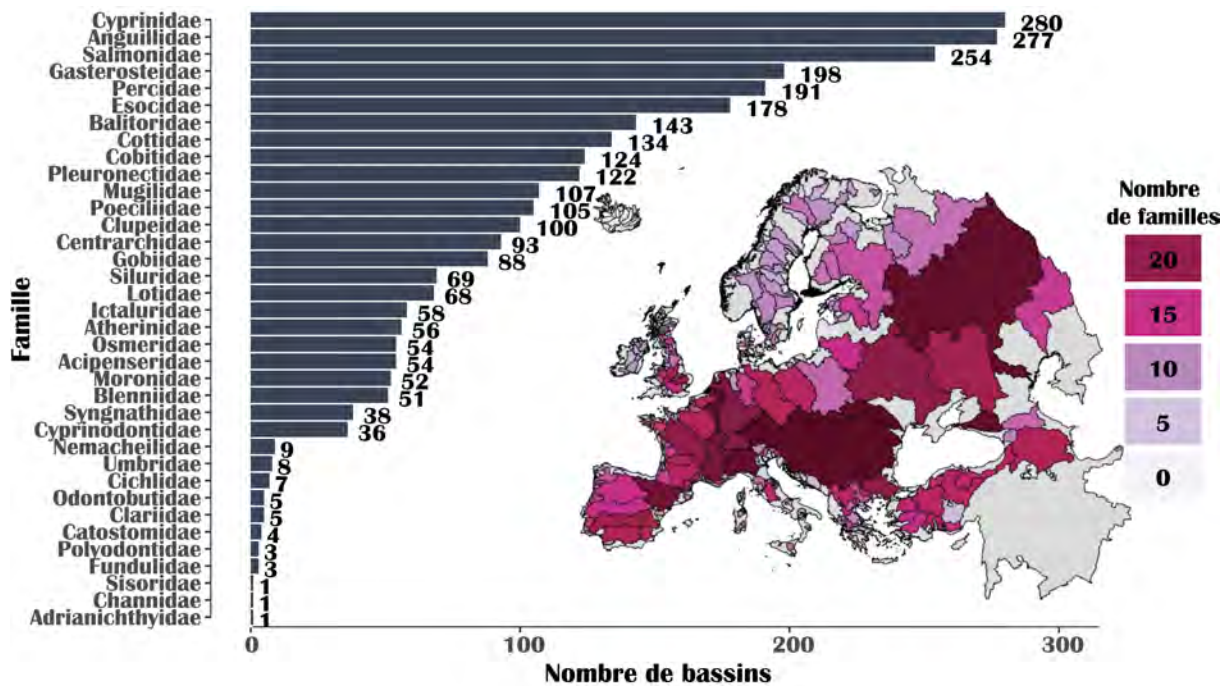 Famille
Cyprinidae 280
Anguillidae 277
Salmonidae 254
Gasterosteidae 198
Percidae 191
Esocidae 178
Balitoridae 143
Cottidae 134
Cobitidae 124
Pleuronectidae 122
Mugilidae 107
Poeciliidae 105
Clupeidae 100
Centrarchidae 93
Gobiidae 88
Siluridae 69
Lotidae 68
Ictaluridae 58
Atherinidae 56
Osmeridae 54
Acipenseridae 54
Moronidae 52
Blenniidae 51
Syngnathidae 38
Cyprinodontidae 36
Nemacheilidae 9
Umbridae 8
Cichlidae 7
Odontobutidae 5
Clariidae 5
Catostomidae 4
Polyodontidae 3
Fundulidae 3
Sisoridae 1
Channidae 1
Adrianichthyidae 1
0 100 200 300
Nombre de bassins
Nombre
de familles
20
15
10
5
0